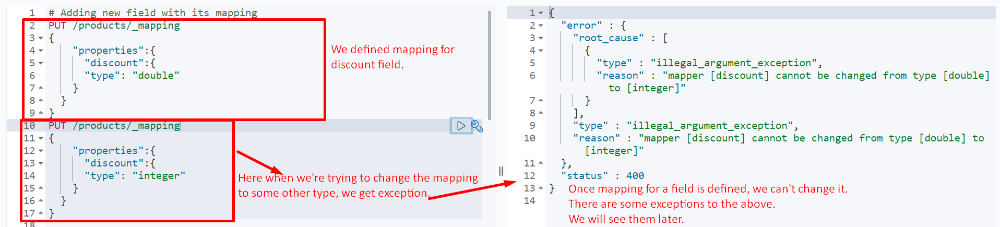 1 # Adding new field with its mapping
2 PUT /products/_mapping
3 {
4 "properties":{
5 "discount":{
6 "type": "double"
7 }
8 }
9 }
10 PUT /products/_mapping
11 {
12 "properties":{
13 "discount":{
14 "type": "integer"
15 }
16 }
17 }
18
We defined mapping for
discount field.
Here when we're trying to change the mapping
to some other type, we get exception.
1 {
2 "error" : {
3 "root_cause" : [
4 {
5 "type" : "illegal_argument_exception",
6 "reason" : "mapper [discount] cannot be changed from type [double]
to [integer]"
7 }
8 ],
9 "type" : "illegal_argument_exception",
10 "reason" : "mapper [discount] cannot be changed from type [double] to
[integer]"
11 },
12 "status" : 400
13 }
14
Once mapping for a field is defined, we can't change it.
There are some exceptions to the above.
We will see them later.